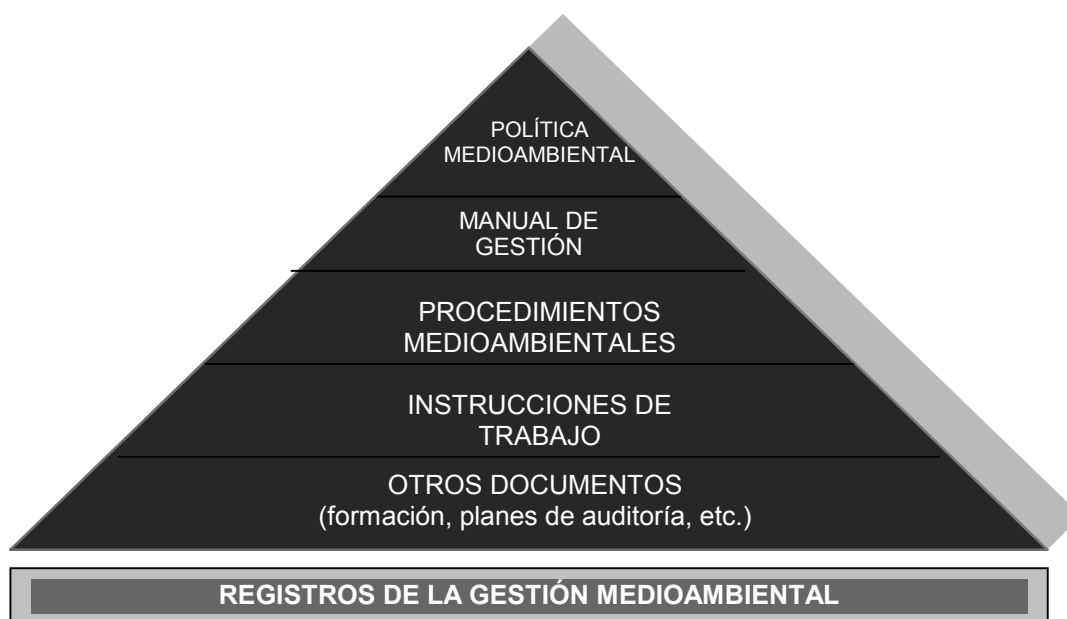 POLÍTICA
MEDIOAMBIENTAL
MANUAL DE
GESTIÓN
PROCEDIMIENTOS
MEDIOAMBIENTALES
INSTRUCCIONES DE
TRABAJO
OTROS DOCUMENTOS
(formación, planes de auditoría, etc.)
REGISTROS DE LA GESTIÓN MEDIOAMBIENTAL